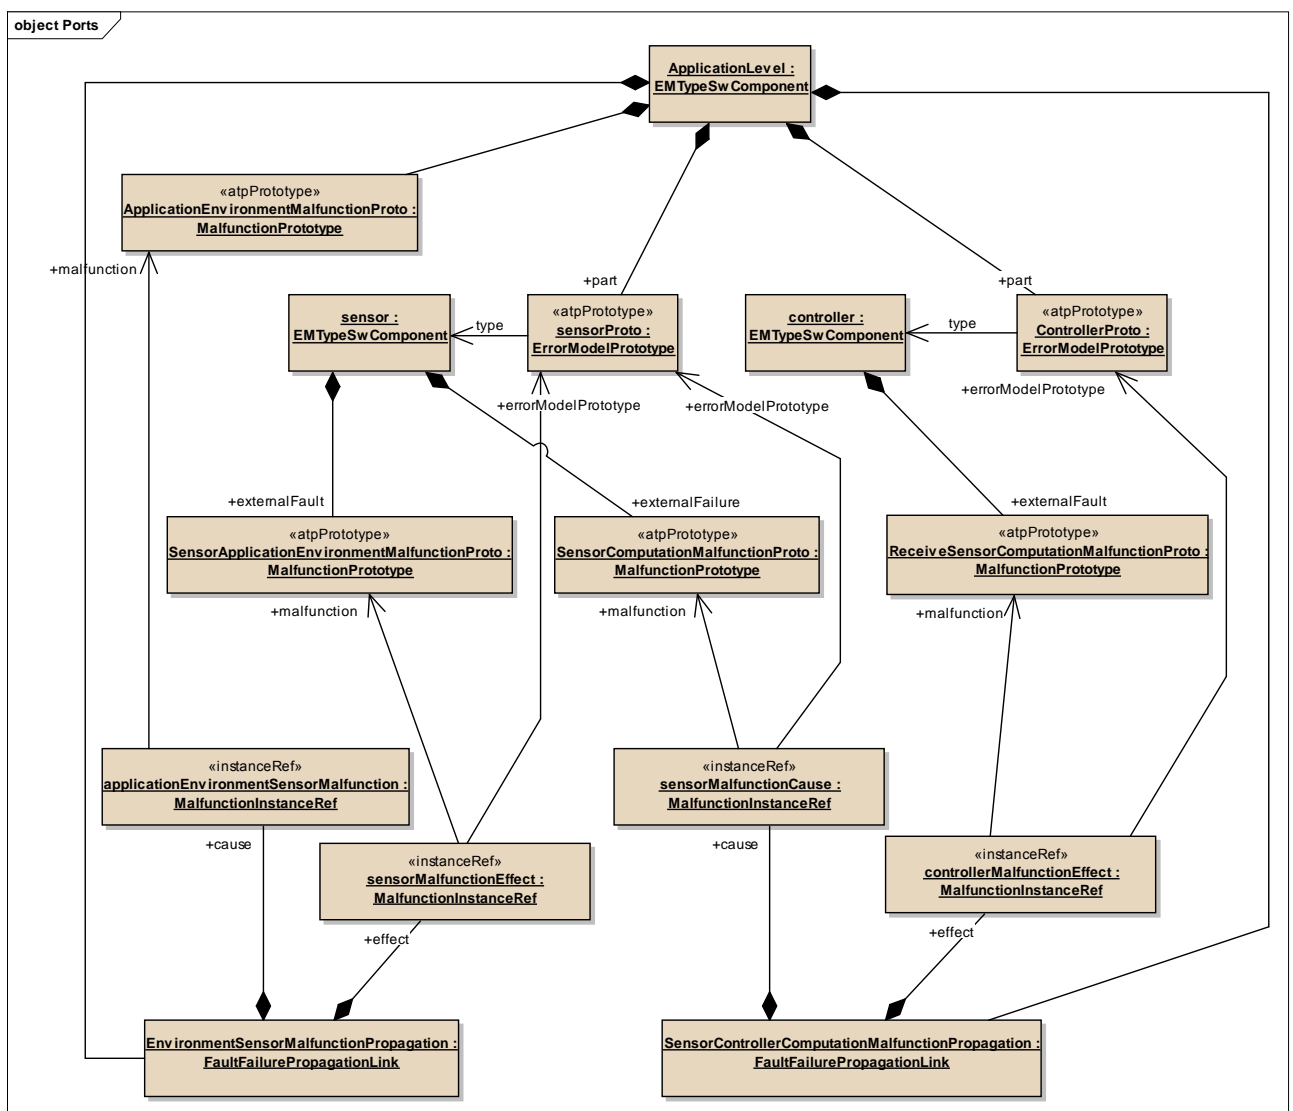 object Ports
ApplicationLevel :
EMTypeSwComponent
«atpPrototype»
ApplicationEnvironmentMalfunctionProto :
MalfunctionPrototype
+malfunction
+part
+part
sensor :
EMTypeSwComponent
type
«atpPrototype»
sensorProto :
ErrorModelPrototype
controller :
EMTypeSwComponent
type
«atpPrototype»
ControllerProto :
ErrorModelPrototype
+errorModelPrototype
+errorModelPrototype
+errorModelPrototype
+externalFault
+externalFailure
+externalFault
«atpPrototype»
SensorApplicationEnvironmentMalfunctionProto :
MalfunctionPrototype
«atpPrototype»
SensorComputationMalfunctionProto :
MalfunctionPrototype
«atpPrototype»
ReceiveSensorComputationMalfunctionProto :
MalfunctionPrototype
+malfunction
+malfunction
+malfunction
«instanceRef»
applicationEnvironmentSensorMalfunction :
MalfunctionInstanceRef
«instanceRef»
sensorMalfunctionCause :
MalfunctionInstanceRef
+cause
+cause
«instanceRef»
sensorMalfunctionEffect :
MalfunctionInstanceRef
«instanceRef»
controllerMalfunctionEffect :
MalfunctionInstanceRef
+effect
+effect
EnvironmentSensorMalfunctionPropagation :
FaultFailurePropagationLink
SensorControllerComputationMalfunctionPropagation :
FaultFailurePropagationLink